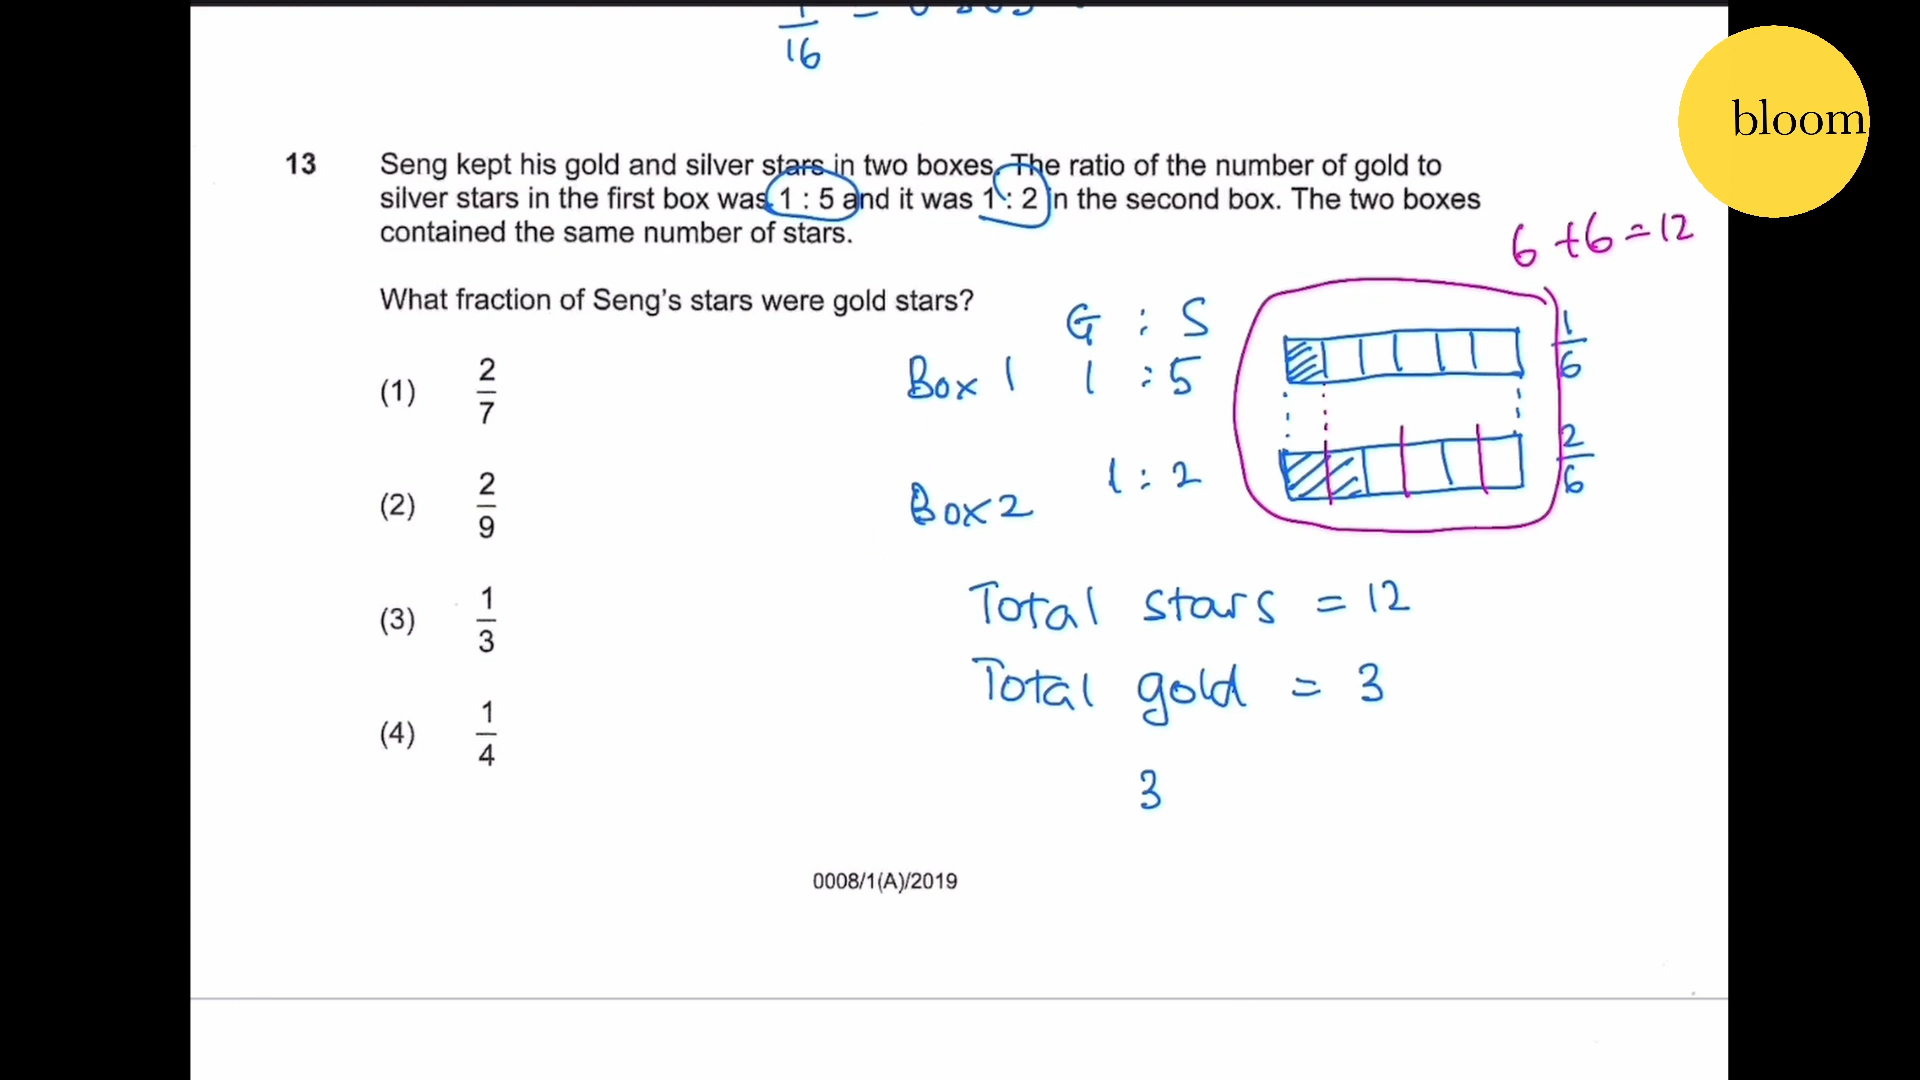 1
16
bloom
13 Seng kept his gold and silver stars in two boxes. The ratio of the number of gold to
silver stars in the first box was 1 : 5 and it was 1 : 2 in the second box. The two boxes
contained the same number of stars.
6 + 6 = 12
What fraction of Seng's stars were gold stars?
G : S
Box 1 1 : 5
1
6
Box 2 1 : 2
2
6
(1) 2/7
(2) 2/9
(3) 1/3
(4) 1/4
Total stars = 12
Total gold = 3
3
0008/1(A)/2019